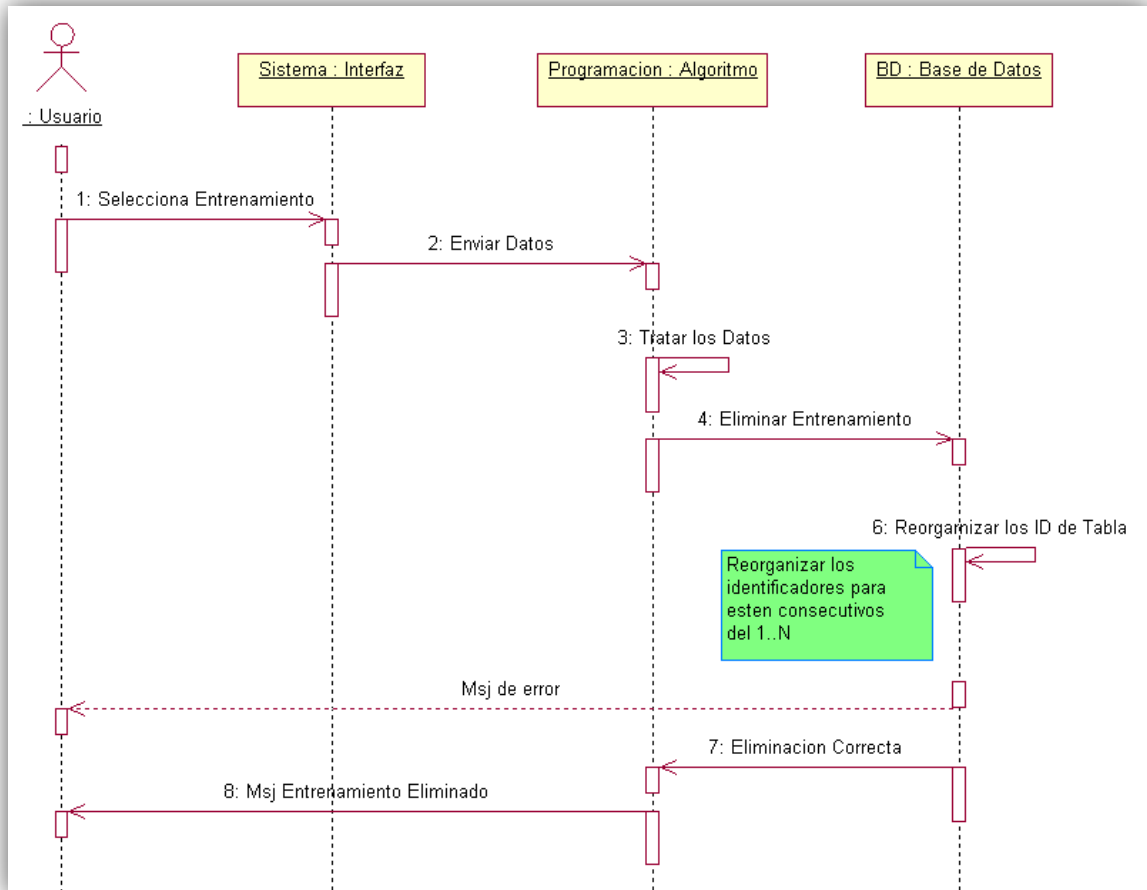 Sistema : Interfaz
Programacion : Algoritmo
BD : Base de Datos
: Usuario
1: Selecciona Entrenamiento
2: Enviar Datos
3: Tratar los Datos
4: Eliminar Entrenamiento
6: Reorgarnizar los ID de Tabla
Reorganizar los
identificadores para
esten consecutivos
del 1..N
Msj de error
7: Eliminacion Correcta
8: Msj Entrenamiento Eliminado